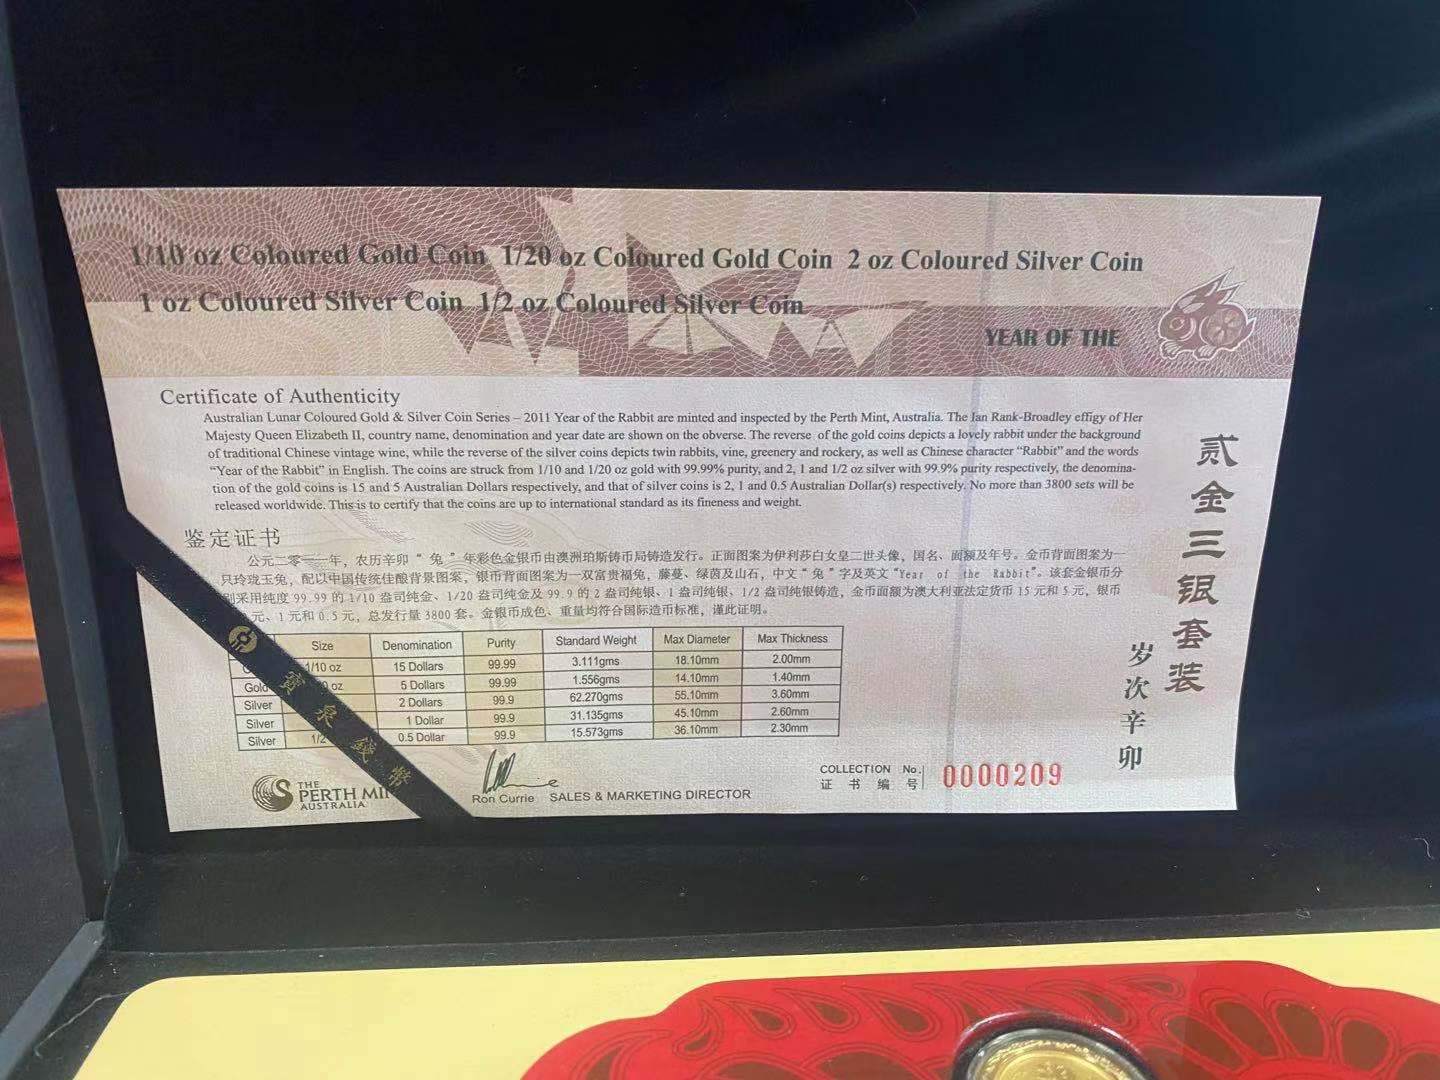 1/10 oz Coloured Gold Coin 1/20 oz Coloured Gold Coin 2 oz Coloured Silver Coin
1 oz Coloured Silver Coin 1/2 oz Coloured Silver Coin
YEAR OF THE
Certificate of Authenticity
Australian Lunar Coloured Gold & Silver Coin Series – 2011 Year of the Rabbit are minted and inspected by the Perth Mint, Australia. The Ian Rank-Broadley effigy of Her
Majesty Queen Elizabeth II, country name, denomination and year date are shown on the obverse. The reverse of the gold coins depicts a lovely rabbit under the background
of traditional Chinese vintage wine, while the reverse of the silver coins depicts twin rabbits, vine, greenery and rockery, as well as Chinese character “Rabbit” and the words
“Year of the Rabbit” in English. The coins are struck from 1/10 and 1/20 oz gold with 99.99% purity, and 2, 1 and 1/2 oz silver with 99.9% purity respectively, the denomina-
tion of the gold coins is 15 and 5 Australian Dollars respectively, and that of silver coins is 2, 1 and 0.5 Australian Dollar(s) respectively. No more than 3800 sets will be
released worldwide. This is to certify that the coins are up to international standard as its fineness and weight.
鉴定证书
公元二零一一年，农历辛卯“兔”年彩色金银币由澳洲珀斯铸币局铸造发行。正面图案为伊利莎白女皇二世头像，国名、面额及年号。金币背面图案为一
只玲珑玉兔，配以中国传统佳酿背景图案，银币背面图案为一双富贵福兔，藤蔓、绿茵及山石，中文“兔”字及英文“Year of the Rabbit”。该套金银币分
别采用纯度99.99的1/10盎司纯金、1/20盎司纯金及99.9的2盎司纯银、1盎司纯银、1/2盎司纯银铸造，金币面额为澳大利亚法定货币15元和5元，银币
元、1元和0.5元，总发行量3800套。金银币成色、重量均符合国际造币标准，谨此证明。
Size Denomination Purity Standard Weight Max Diameter Max Thickness
1/10 oz 15 Dollars 99.99 3.111gms 18.10mm 2.00mm
Gold oz 5 Dollars 99.99 1.556gms 14.10mm 1.40mm
Silver 2 Dollars 99.9 62.270gms 55.10mm 3.60mm
Silver 1 Dollar 99.9 31.135gms 45.10mm 2.60mm
Silver 1/2 0.5 Dollar 99.9 15.573gms 36.10mm 2.30mm
寶泉錢幣
THE
PERTH MIN
AUSTRALIA
Ron Currie SALES & MARKETING DIRECTOR
COLLECTION No.
证书编号
0000209
贰金三银套装
岁次辛卯